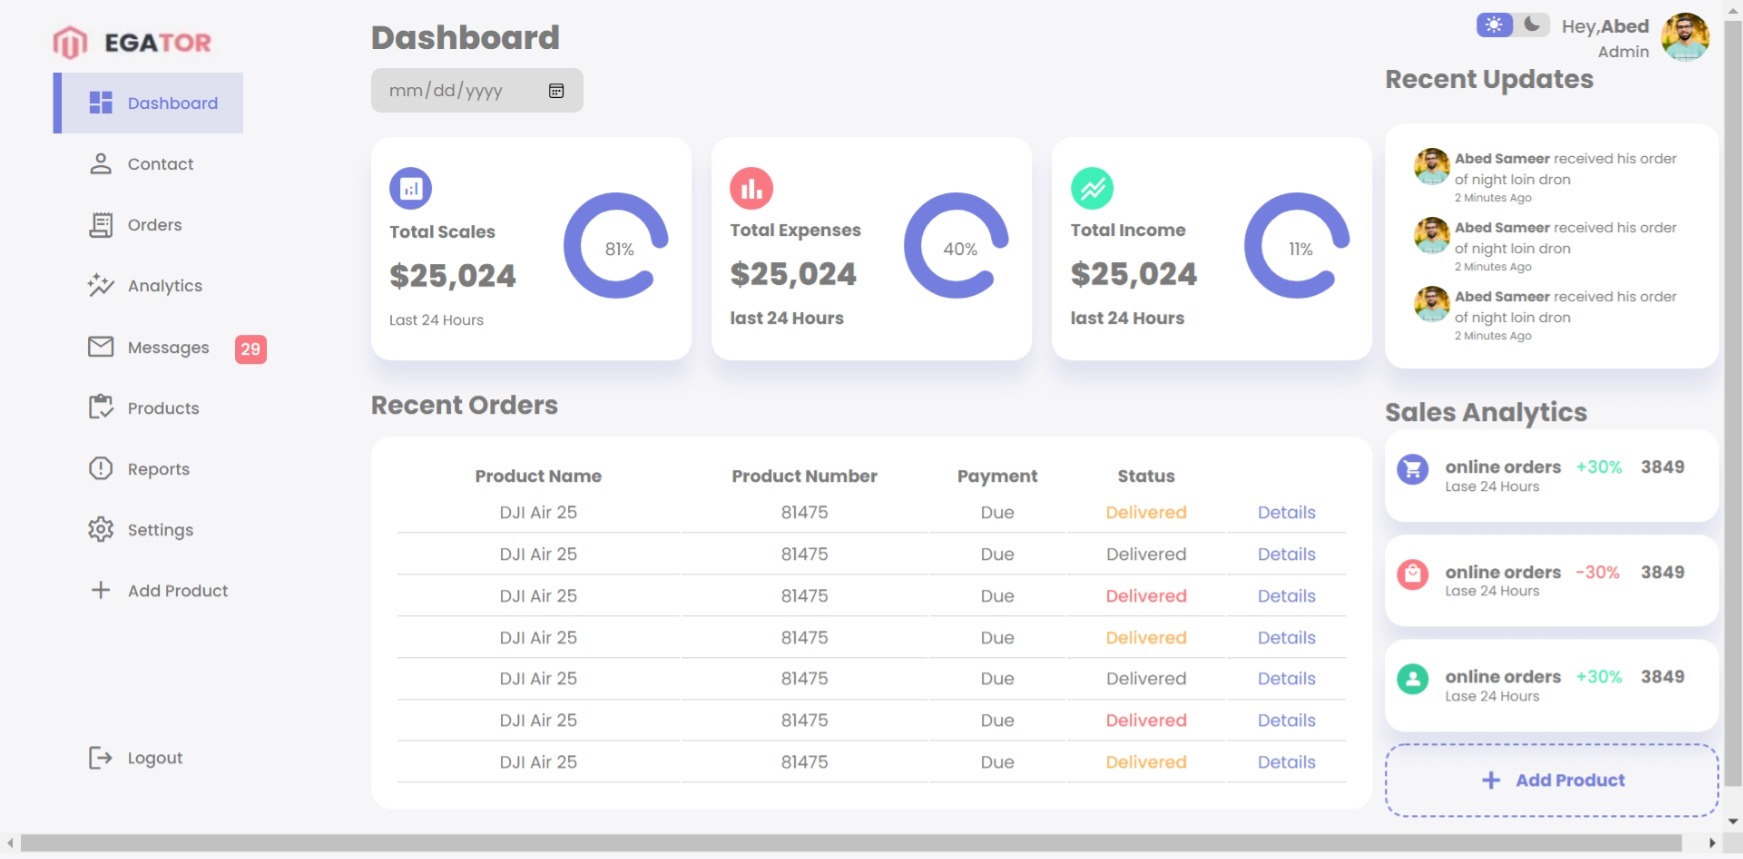 EGATOR
Dashboard
Contact
Orders
Analytics
Messages 29
Products
Reports
Settings
Add Product
Logout
Dashboard
mm/dd/yyyy
Total Scales
$25,024
Last 24 Hours
81%
Total Expenses
$25,024
last 24 Hours
40%
Total Income
$25,024
last 24 Hours
11%
Recent Orders
Product Name Product Number Payment Status
DJI Air 25 81475 Due Delivered Details
DJI Air 25 81475 Due Delivered Details
DJI Air 25 81475 Due Delivered Details
DJI Air 25 81475 Due Delivered Details
DJI Air 25 81475 Due Delivered Details
DJI Air 25 81475 Due Delivered Details
DJI Air 25 81475 Due Delivered Details
Hey,Abed
Admin
Recent Updates
Abed Sameer received his order
of night loin dron
2 Minutes Ago
Abed Sameer received his order
of night loin dron
2 Minutes Ago
Abed Sameer received his order
of night loin dron
2 Minutes Ago
Sales Analytics
online orders +30% 3849
Lase 24 Hours
online orders -30% 3849
Lase 24 Hours
online orders +30% 3849
Lase 24 Hours
Add Product